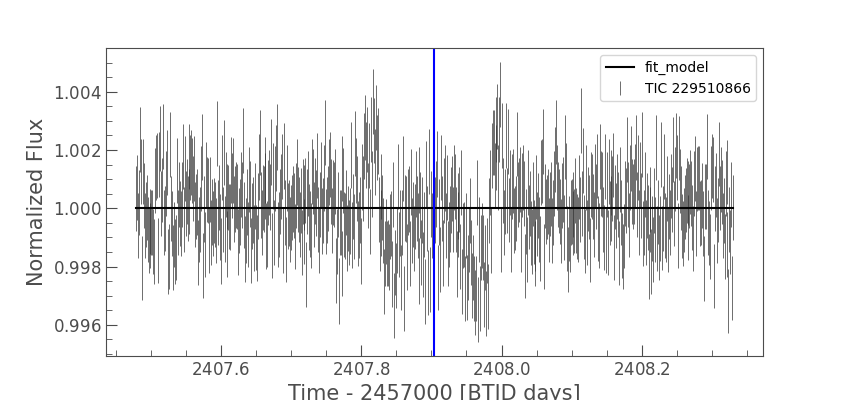 fit_model
TIC 229510866
1.004
1.002
1.000
0.998
0.996
Normalized Flux
2407.6 2407.8 2408.0 2408.2
Time - 2457000 [BTJD days]